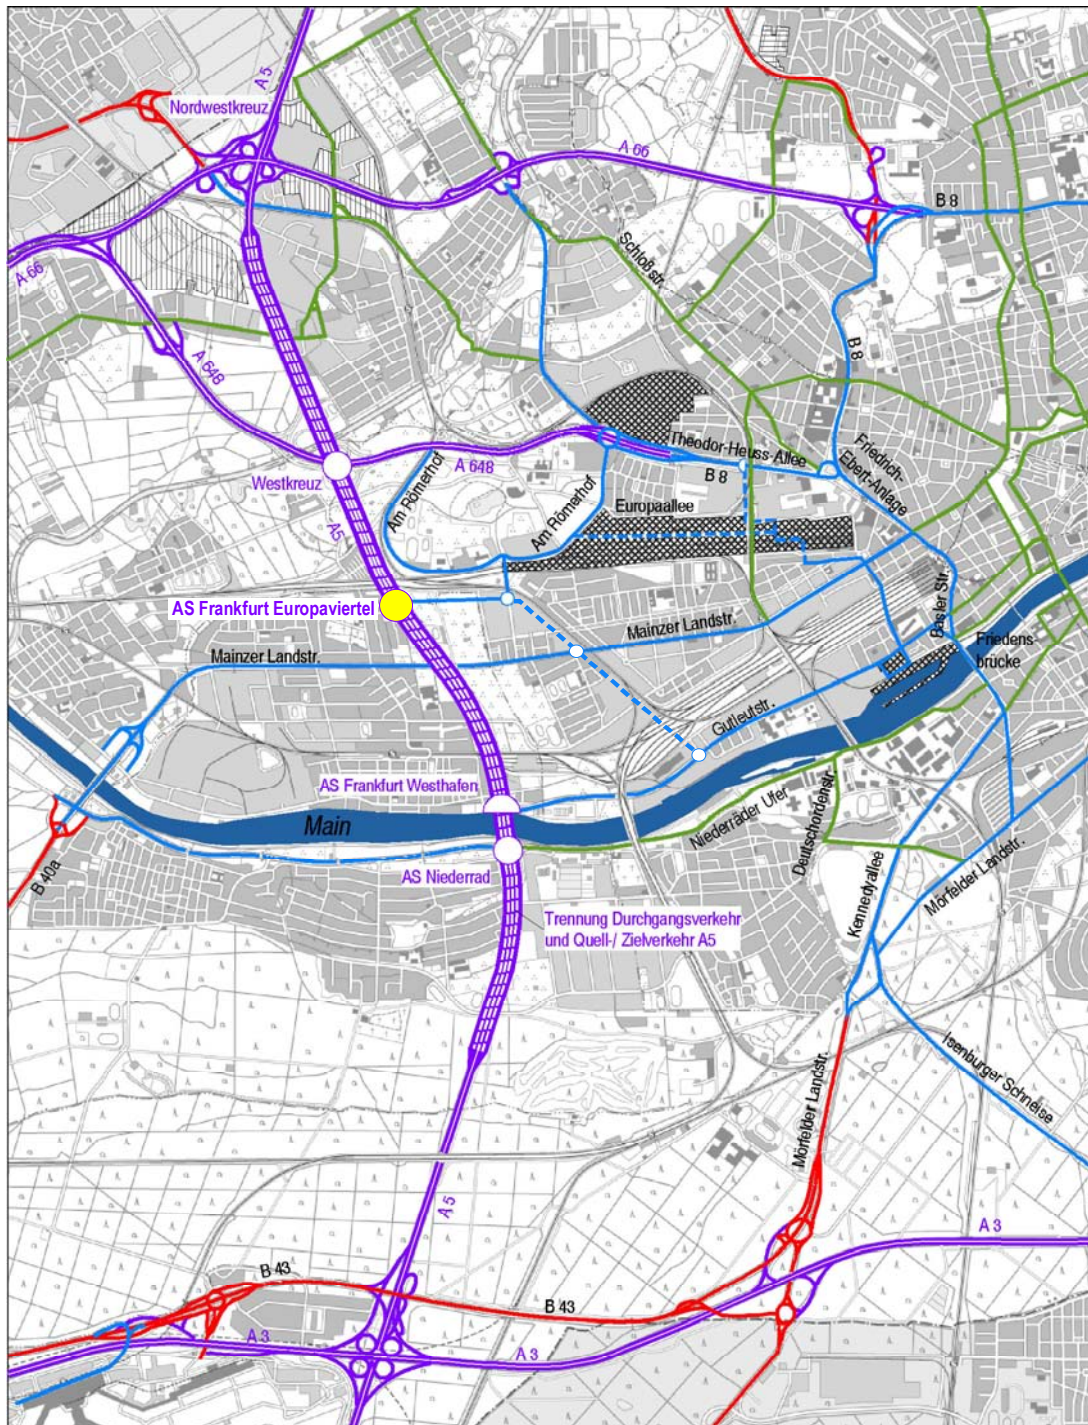 A 5
Nordwestkreuz
A 66
B 8
Schloßstr.
A 66
A 648
B 8
Theodor-Heuss-Allee
Friedrich-
Ebert-Anlage
A 648
B 8
Westkreuz
Am Römerhof
Am Römerhof
Europaallee
A5
AS Frankfurt Europaviertel
Mainzer Landstr.
Basler Str.
Friedens-
brücke
Mainzer Landstr.
Gutleutstr.
AS Frankfurt Westhafen
Main
Niederräder Ufer
Deutschordenstr
AS Niederrad
B 40a
Kennedyallee
Mörfelder Landstr.
Trennung Durchgangsverkehr
und Quell-/ Zielverkehr A5
Isenburger Schneise
Mörfelder Landstr.
A 5
A 3
B 43
B 43
A 3
A 3